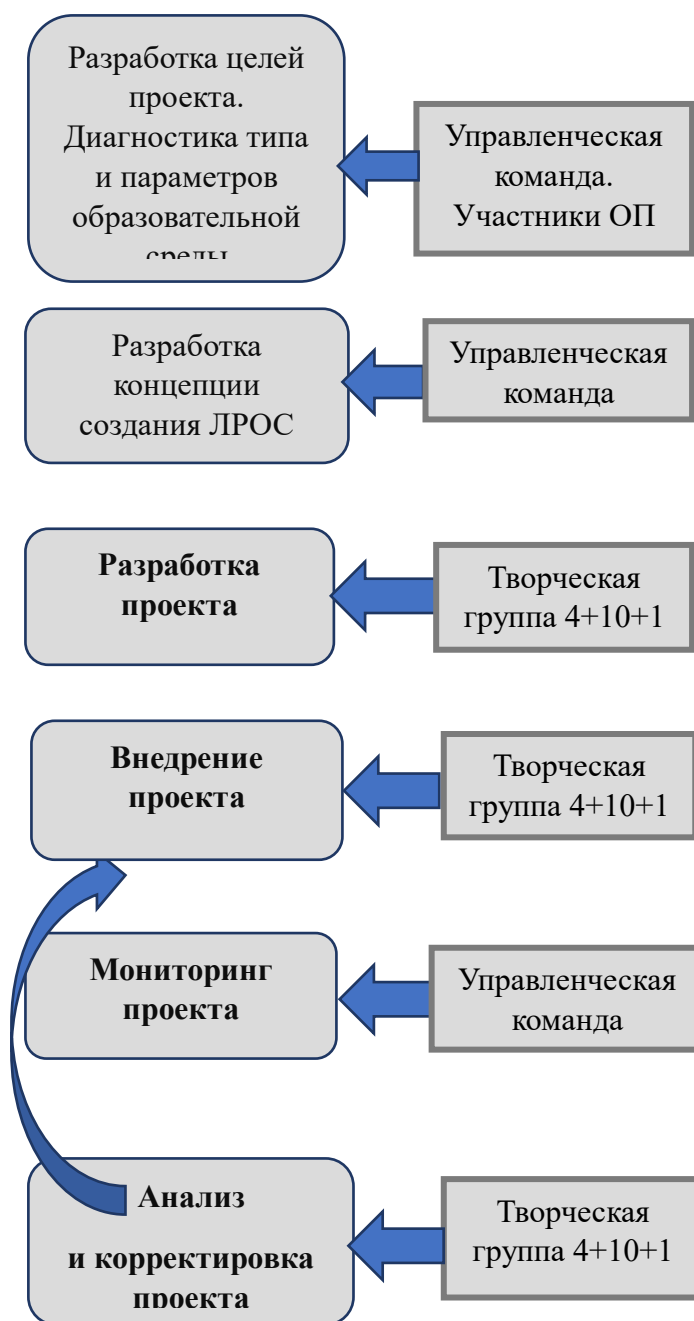 Разработка целей
проекта.
Диагностика типа
и параметров
образовательной
среды
Управленческая
команда.
Участники ОП
Разработка
концепции
создания ЛРОС
Управленческая
команда
Разработка
проекта
Творческая
группа 4+10+1
Внедрение
проекта
Творческая
группа 4+10+1
Мониторинг
проекта
Управленческая
команда
Анализ
и корректировка
проекта
Творческая
группа 4+10+1